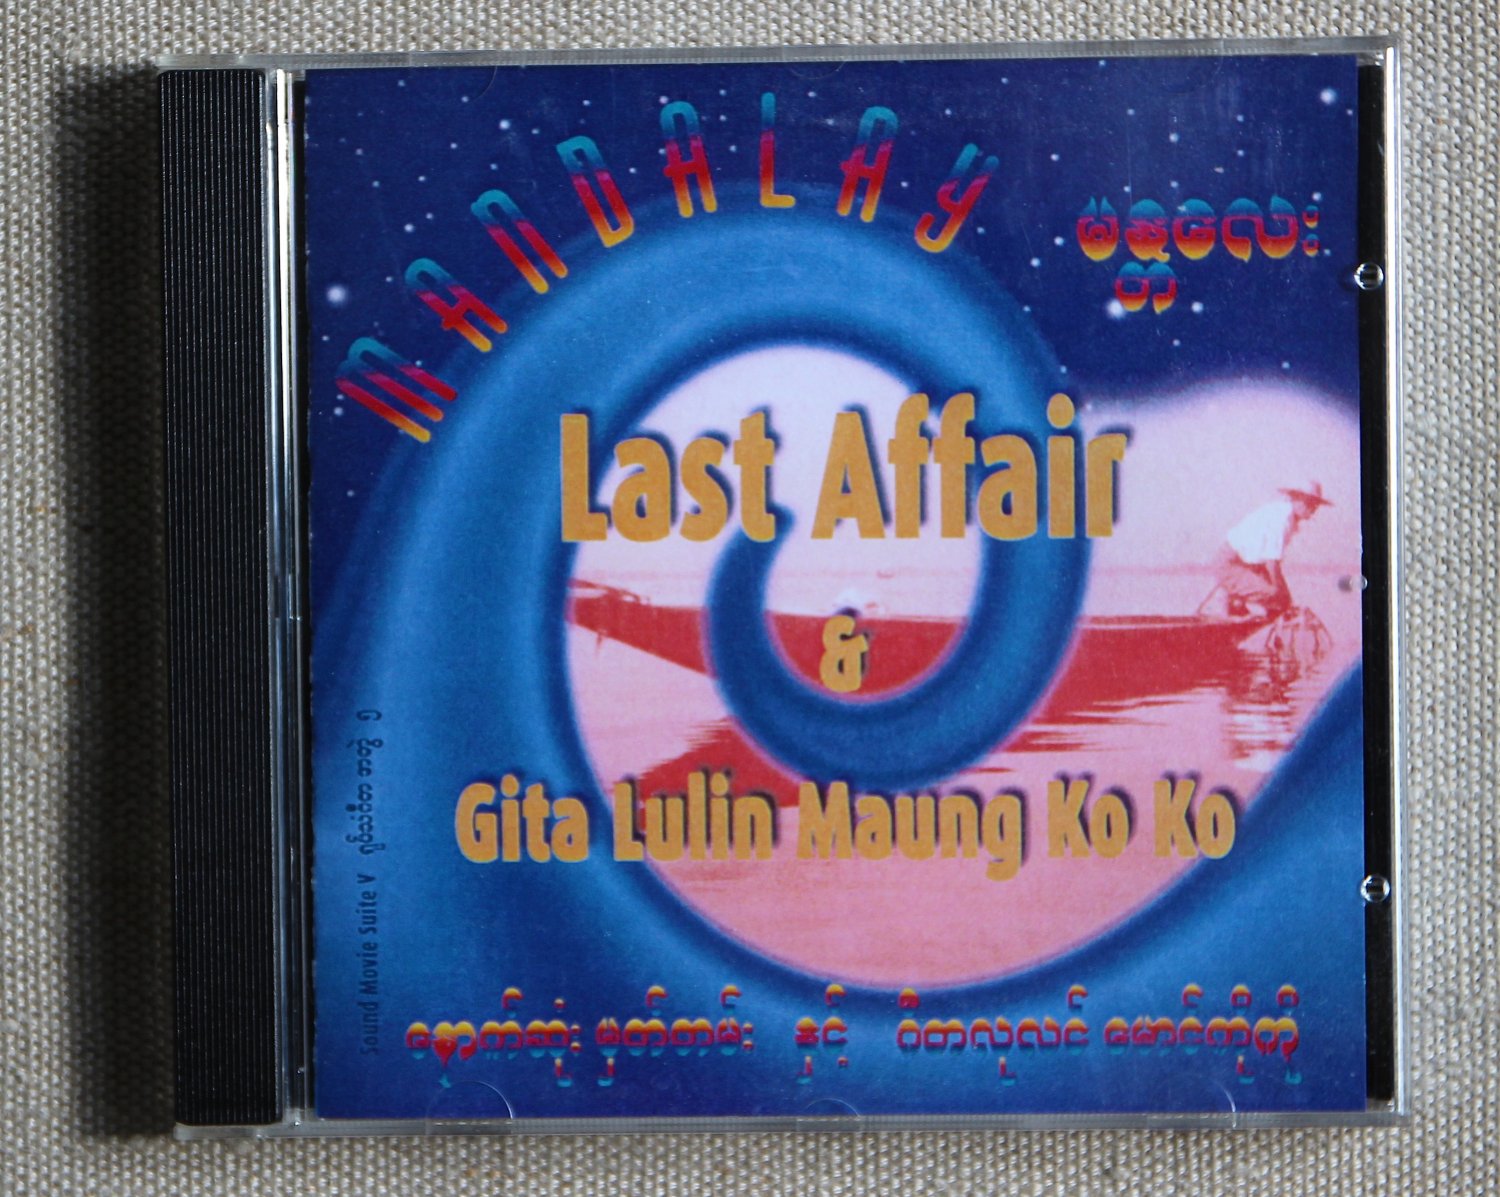 MANDALAY
မန္တလေး
Last Affair
&
Gita Lulin Maung Ko Ko
Sound Movie Suite V
နောက်ဆုံး မှတ်တမ်း နှင့် ဂီတလုလင် မောင်ကိုကို